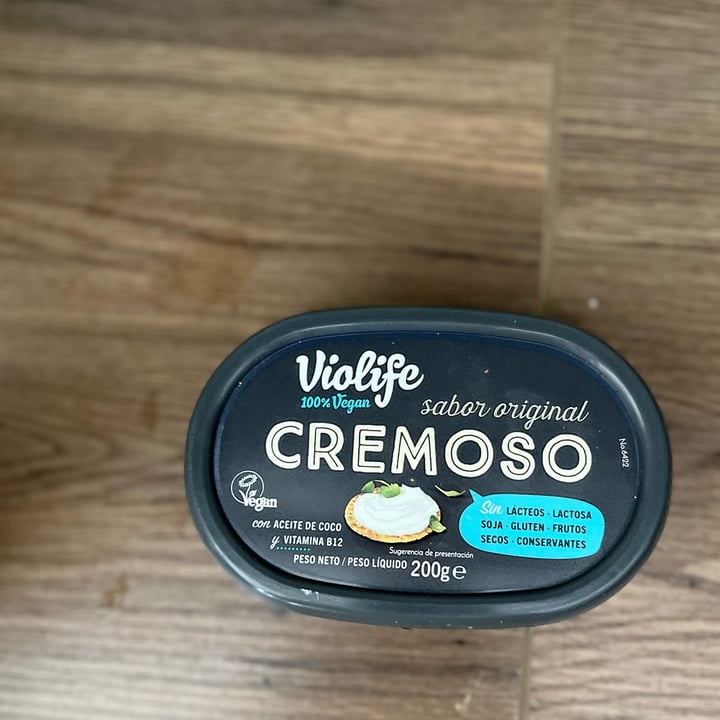 Violife
100% Vegan
sabor original
CREMOSO
No.6422
Vegan
con ACEITE DE COCO
y VITAMINA B12
Sin LÁCTEOS · LACTOSA
SOJA · GLUTEN · FRUTOS
SECOS · CONSERVANTES
Sugerencia de presentación
PESO NETO / PESO LÍQUIDO 200g e